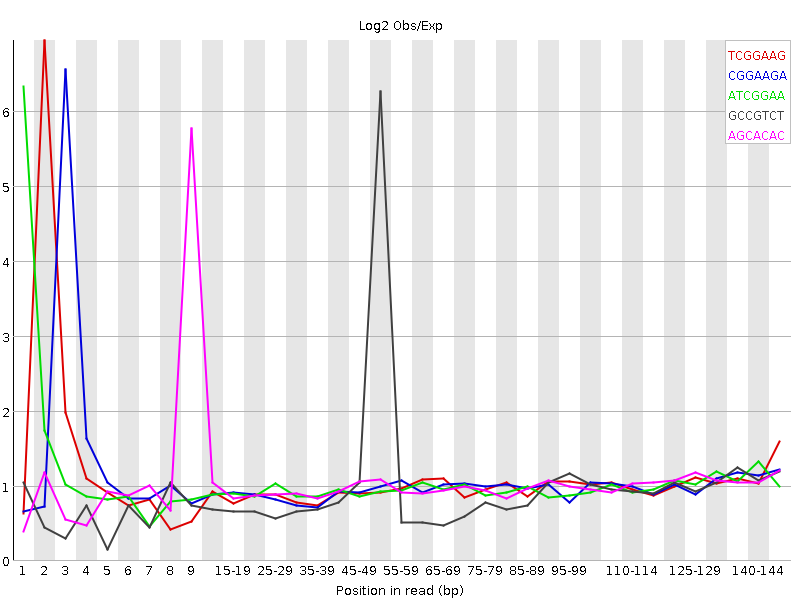 Log2 Obs/Exp
TCGGAAG
CGGAAGA
ATCGGAA
GCCGTCT
AGCACAC
6
5
4
3
2
1
0
1 2 3 4 5 6 7 8 9 15-19 25-29 35-39 45-49 55-59 65-69 75-79 85-89 95-99 110-114 125-129 140-144
Position in read (bp)